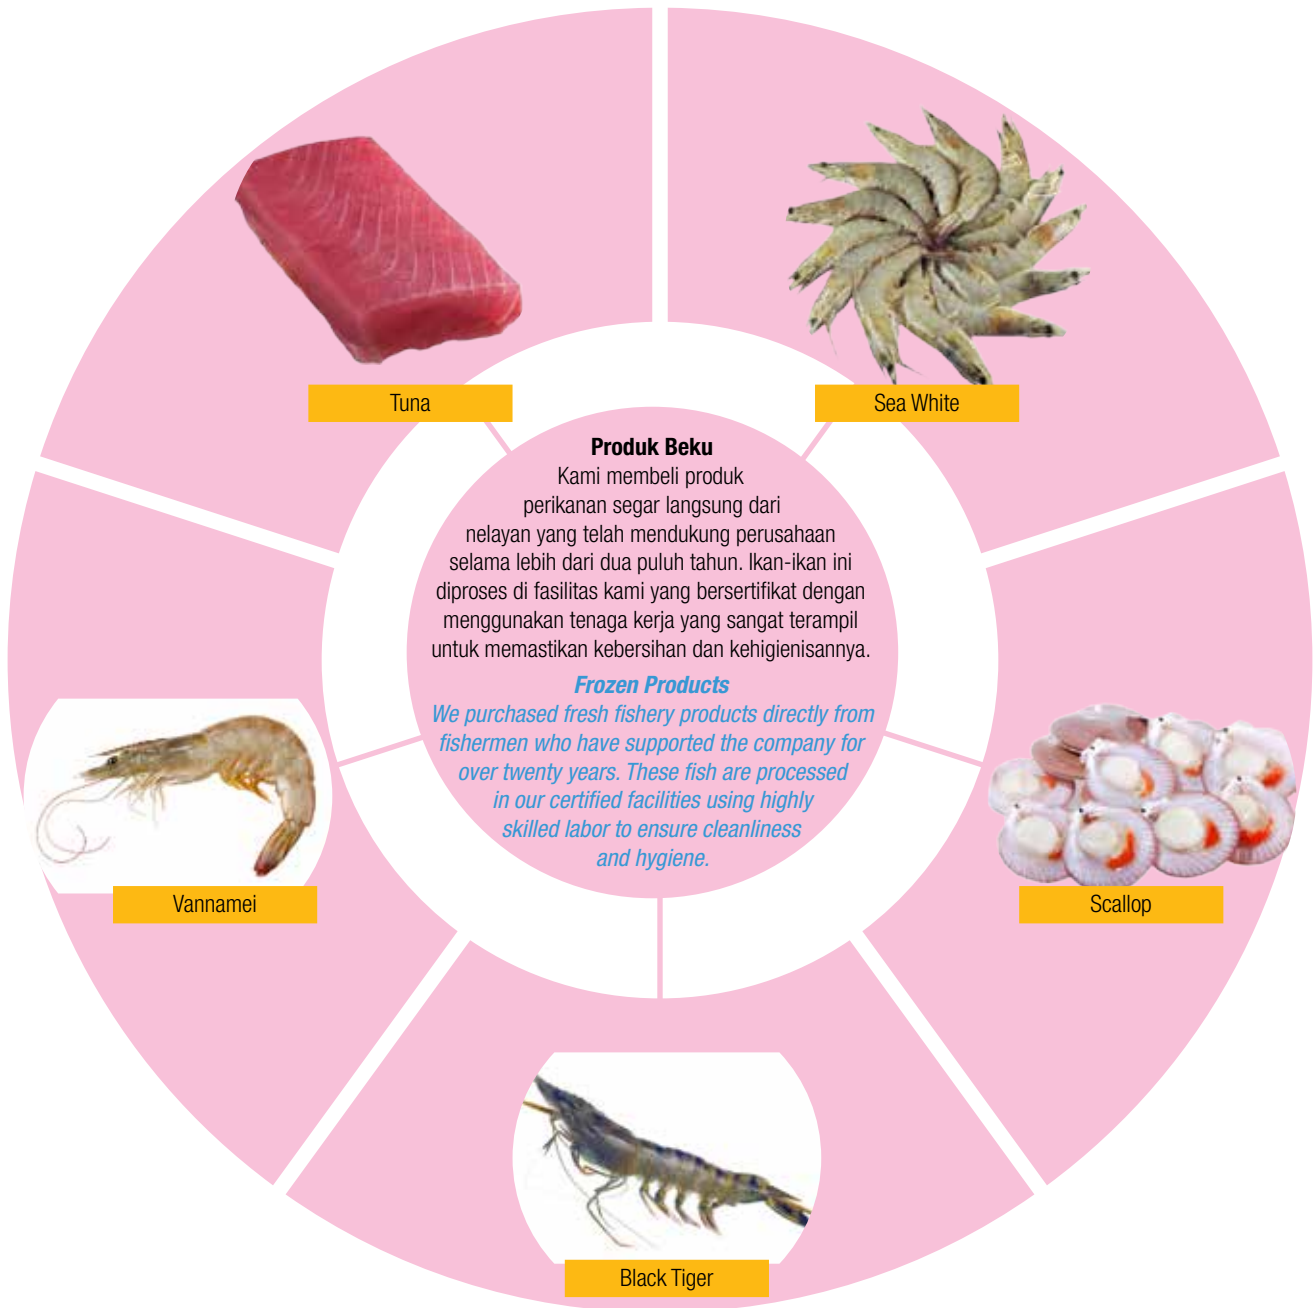 Tuna
Sea White
Produk Beku
Kami membeli produk
perikanan segar langsung dari
nelayan yang telah mendukung perusahaan
selama lebih dari dua puluh tahun. Ikan-ikan ini
diproses di fasilitas kami yang bersertifikat dengan
menggunakan tenaga kerja yang sangat terampil
untuk memastikan kebersihan dan kehigienisannya.
Frozen Products
We purchased fresh fishery products directly from
fishermen who have supported the company for
over twenty years. These fish are processed
in our certified facilities using highly
skilled labor to ensure cleanliness
and hygiene.
Vannamei
Scallop
Black Tiger